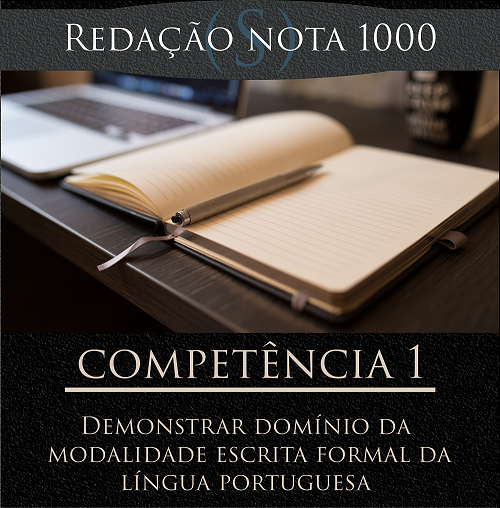 REDAÇÃO NOTA 1000
COMPETÊNCIA 1
DEMONSTRAR DOMÍNIO DA
MODALIDADE ESCRITA FORMAL DA
LÍNGUA PORTUGUESA